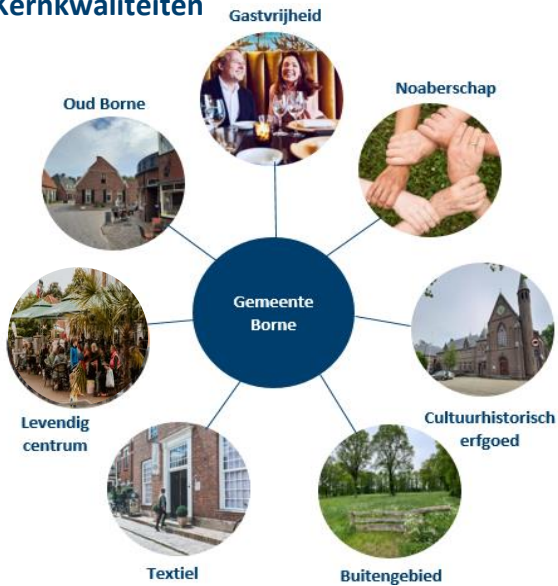 Kernkwaliteiten
Gastvrijheid
Noaberschap
Oud Borne
Gemeente
Borne
Levendig
centrum
Cultuurhistorisch
erfgoed
Textiel
Buitengebied